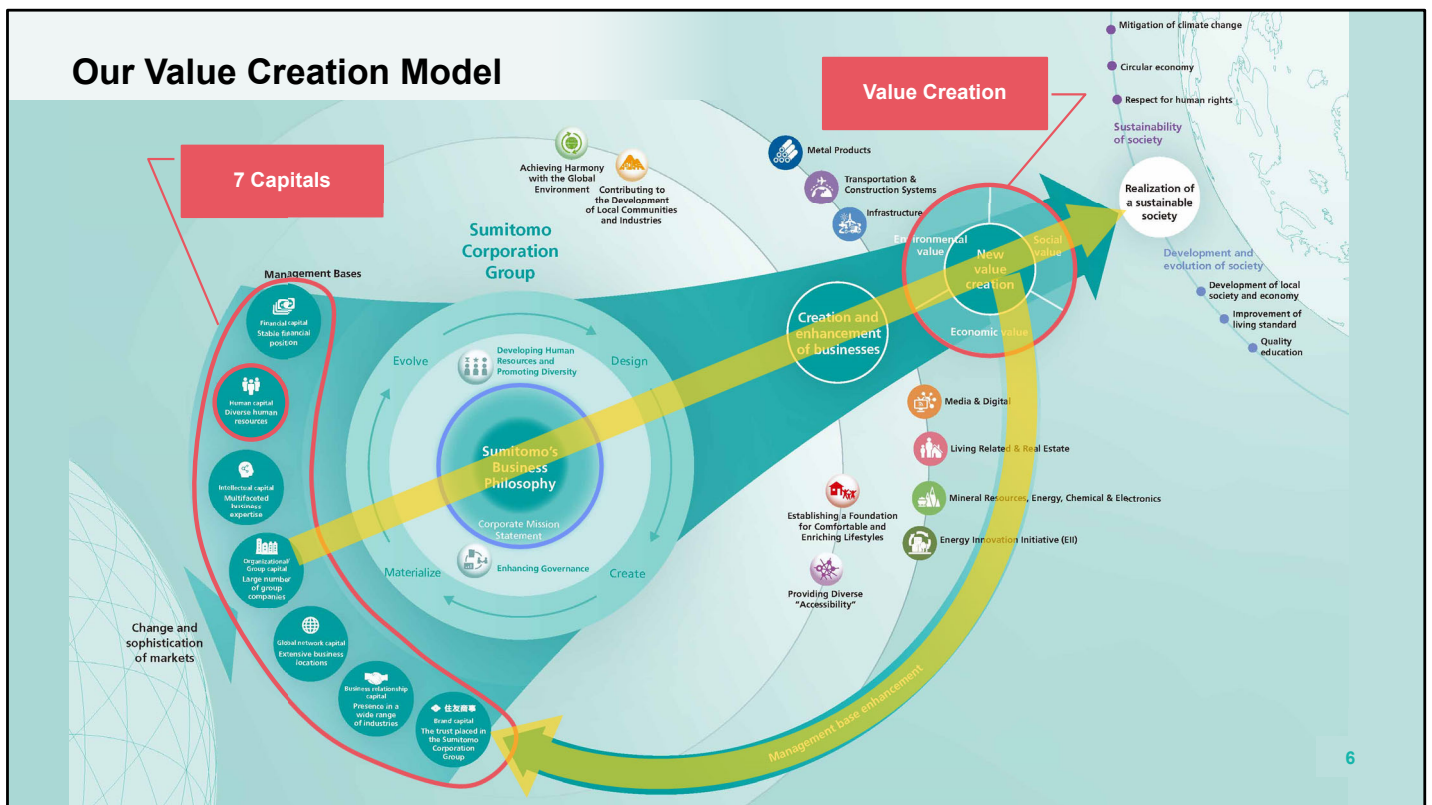 Our Value Creation Model
7 Capitals
Value Creation
Management Bases
Financial capital
Stable financial
position
Human capital
Diverse human
resources
Intellectual capital
Multifaceted
business
expertise
Organizational/
Group capital
Large number
of group
companies
Global network capital
Extensive business
locations
Business relationship
capital
Presence in a
wide range
of industries
住友商事
Brand capital
The trust placed in
the Sumitomo
Corporation
Group
Change and
sophistication
of markets
Sumitomo
Corporation
Group
Evolve
Design
Create
Materialize
Developing Human
Resources and
Promoting Diversity
Sumitomo's
Business
Philosophy
Corporate Mission
Statement
Enhancing Governance
Achieving Harmony
with the Global
Environment
Contributing to
the Development
of Local Communities
and Industries
Establishing a Foundation
for Comfortable and
Enriching Lifestyles
Providing Diverse
"Accessibility"
Metal Products
Transportation &
Construction Systems
Infrastructure
Media & Digital
Living Related & Real Estate
Mineral Resources, Energy, Chemical & Electronics
Energy Innovation Initiative (EII)
Creation and
enhancement
of businesses
Environmental
value
Social
value
New
value
creation
Economic value
Management base enhancement
Mitigation of climate change
Circular economy
Respect for human rights
Sustainability
of society
Realization of
a sustainable
society
Development and
evolution of society
Development of local
society and economy
Improvement of
living standard
Quality
education
6